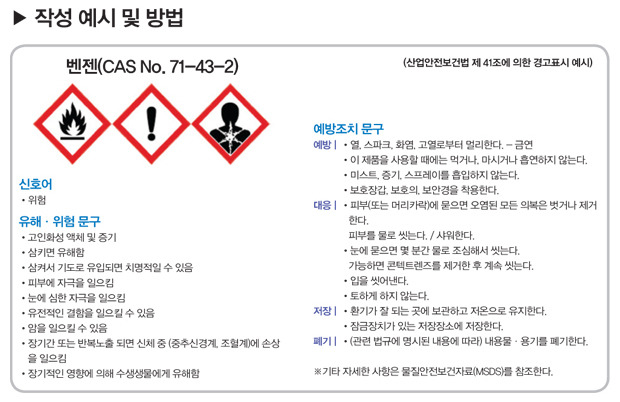 ▶ 작성 예시 및 방법
벤젠(CAS No. 71-43-2)
(산업안전보건법 제 41조에 의한 경고표시 예시)
신호어
• 위험
유해 · 위험 문구
• 고인화성 액체 및 증기
• 삼키면 유해함
• 삼켜서 기도로 유입되면 치명적일 수 있음
• 피부에 자극을 일으킴
• 눈에 심한 자극을 일으킴
• 유전적인 결함을 일으킬 수 있음
• 암을 일으킬 수 있음
• 장기간 또는 반복노출 되면 신체 중 (중추신경계, 조혈계)에 손상
을 일으킴
• 장기적인 영향에 의해 수생생물에게 유해함
예방조치 문구
예방 | • 열, 스파크, 화염, 고열로부터 멀리한다. – 금연
• 이 제품을 사용할 때에는 먹거나, 마시거나 흡연하지 않는다.
• 미스트, 증기, 스프레이를 흡입하지 않는다.
• 보호장갑, 보호의, 보안경을 착용한다.
대응 | • 피부(또는 머리카락)에 묻으면 오염된 모든 의복은 벗거나 제거
한다.
피부를 물로 씻는다. / 샤워한다.
• 눈에 묻으면 몇 분간 물로 조심해서 씻는다.
가능하면 콘텍트렌즈를 제거한 후 계속 씻는다.
• 입을 씻어낸다.
• 토하게 하지 않는다.
저장 | • 환기가 잘 되는 곳에 보관하고 저온으로 유지한다.
• 잠금장치가 있는 저장장소에 저장한다.
폐기 | • (관련 법규에 명시된 내용에 따라) 내용물 · 용기를 폐기한다.
※기타 자세한 사항은 물질안전보건자료(MSDS)를 참조한다.